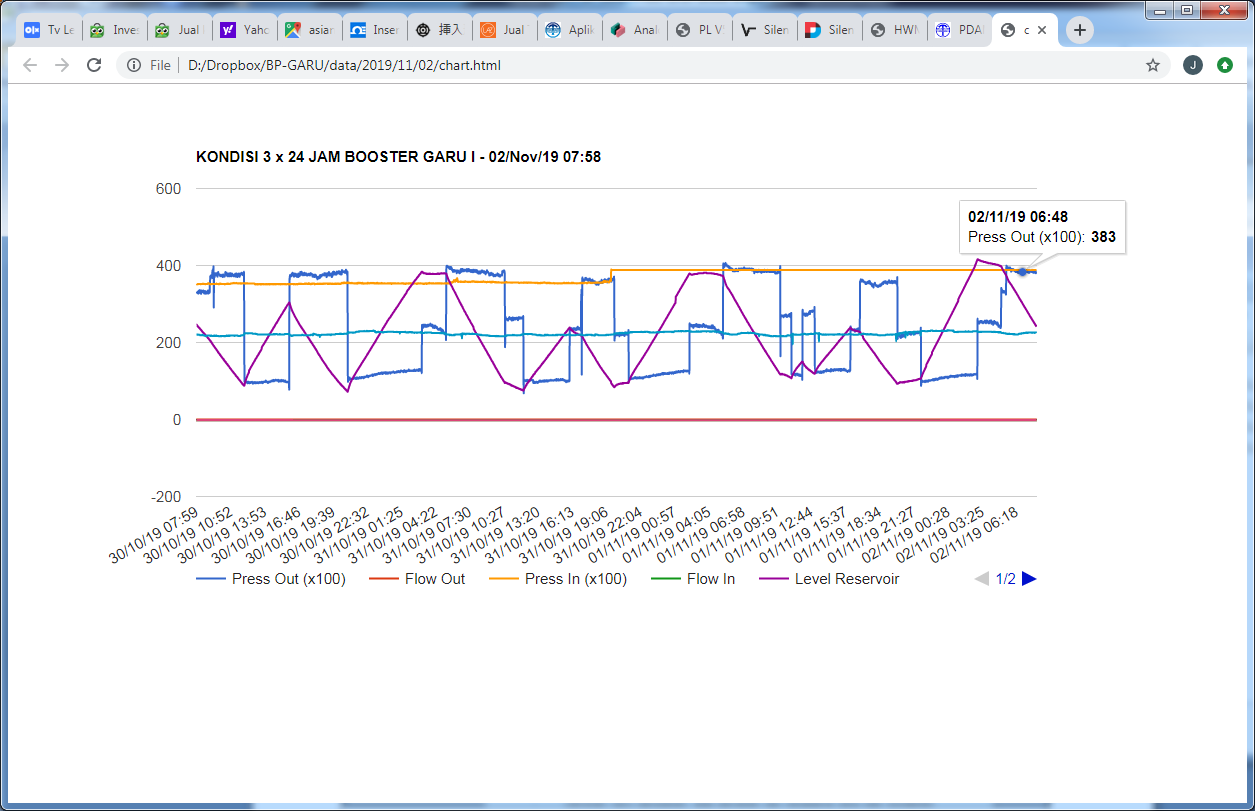 Tv Le
Inve
Jual
Yaho
asian
Inser
挿入
Jual
Aplik
Anal
PL V
Silen
Silen
HWM
PDA
c
File
D:/Dropbox/BP-GARU/data/2019/11/02/chart.html
J
KONDISI 3 x 24 JAM BOOSTER GARU I - 02/Nov/19 07:58
600
400
200
0
-200
02/11/19 06:48
Press Out (x100): 383
30/10/19 07:59
30/10/19 10:52
30/10/19 13:53
30/10/19 16:46
30/10/19 19:39
30/10/19 22:32
31/10/19 01:25
31/10/19 04:22
31/10/19 07:30
31/10/19 10:27
31/10/19 13:20
31/10/19 16:13
31/10/19 19:06
31/10/19 22:04
01/11/19 00:57
01/11/19 04:05
01/11/19 06:58
01/11/19 09:51
01/11/19 12:44
01/11/19 15:37
01/11/19 18:34
01/11/19 21:27
02/11/19 00:28
02/11/19 03:25
02/11/19 06:18
Press Out (x100) Flow Out Press In (x100) Flow In Level Reservoir 1/2